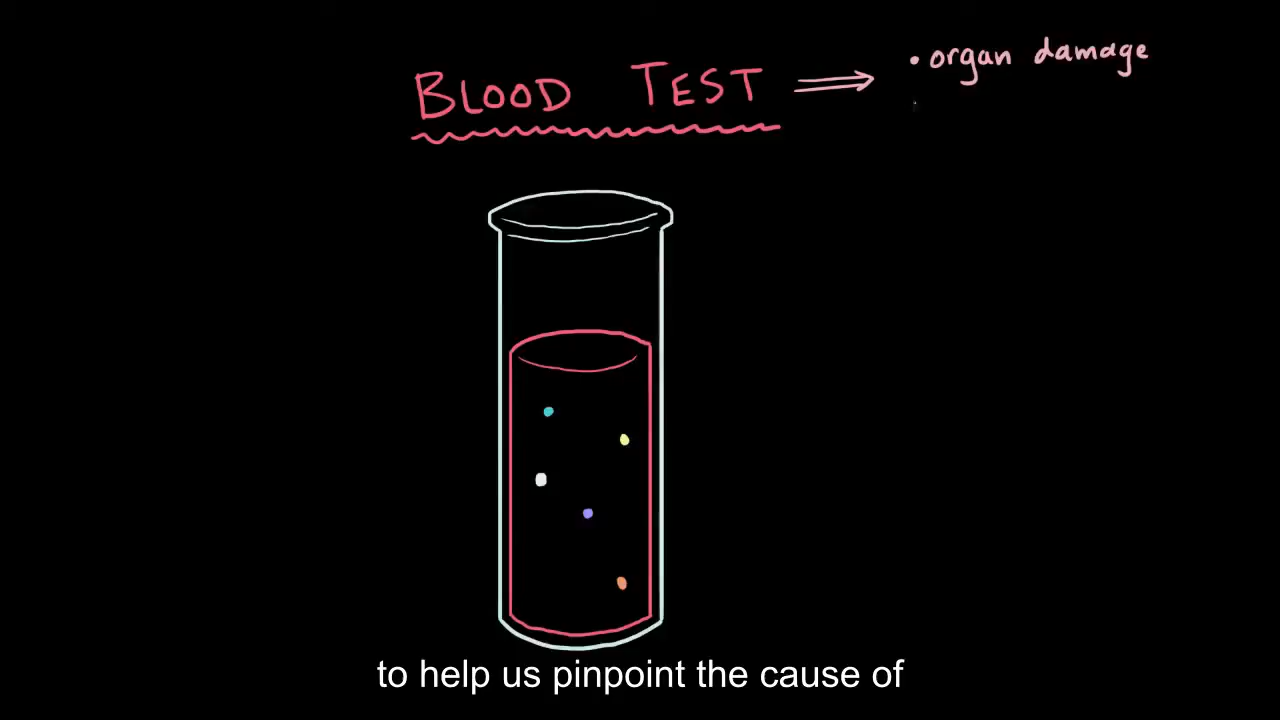 BLOOD TEST ⇒ • organ damage
to help us pinpoint the cause of